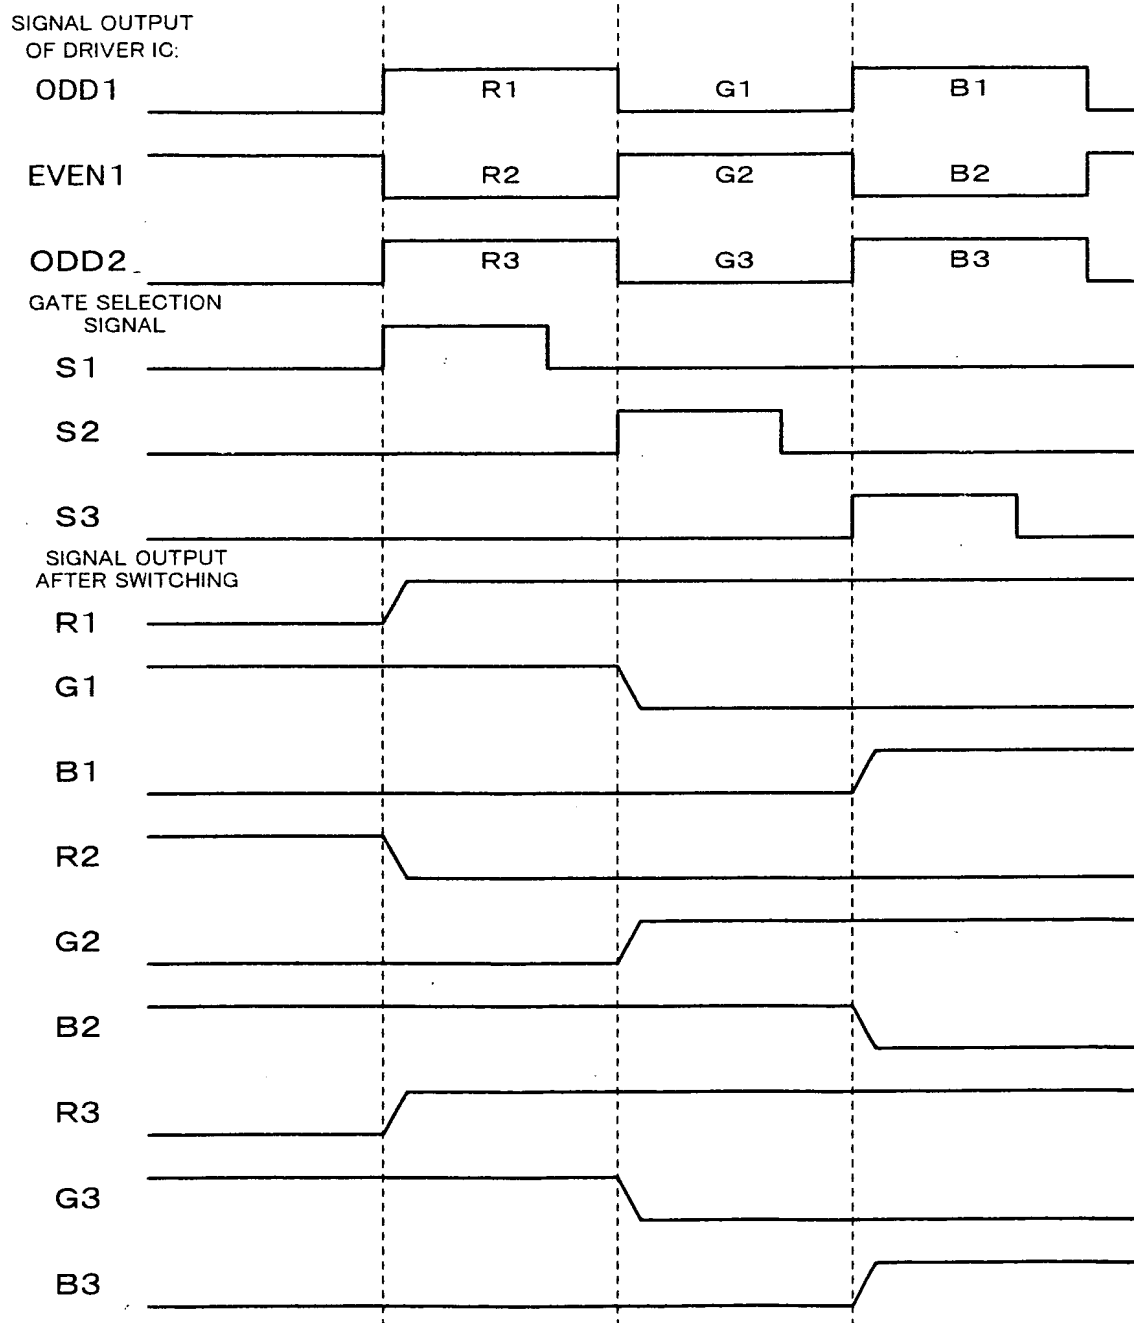 SIGNAL OUTPUT
OF DRIVER IC:
ODD1 R1 G1 B1
EVEN1 R2 G2 B2
ODD2 R3 G3 B3
GATE SELECTION
SIGNAL
S1
S2
S3
SIGNAL OUTPUT
AFTER SWITCHING
R1
G1
B1
R2
G2
B2
R3
G3
B3